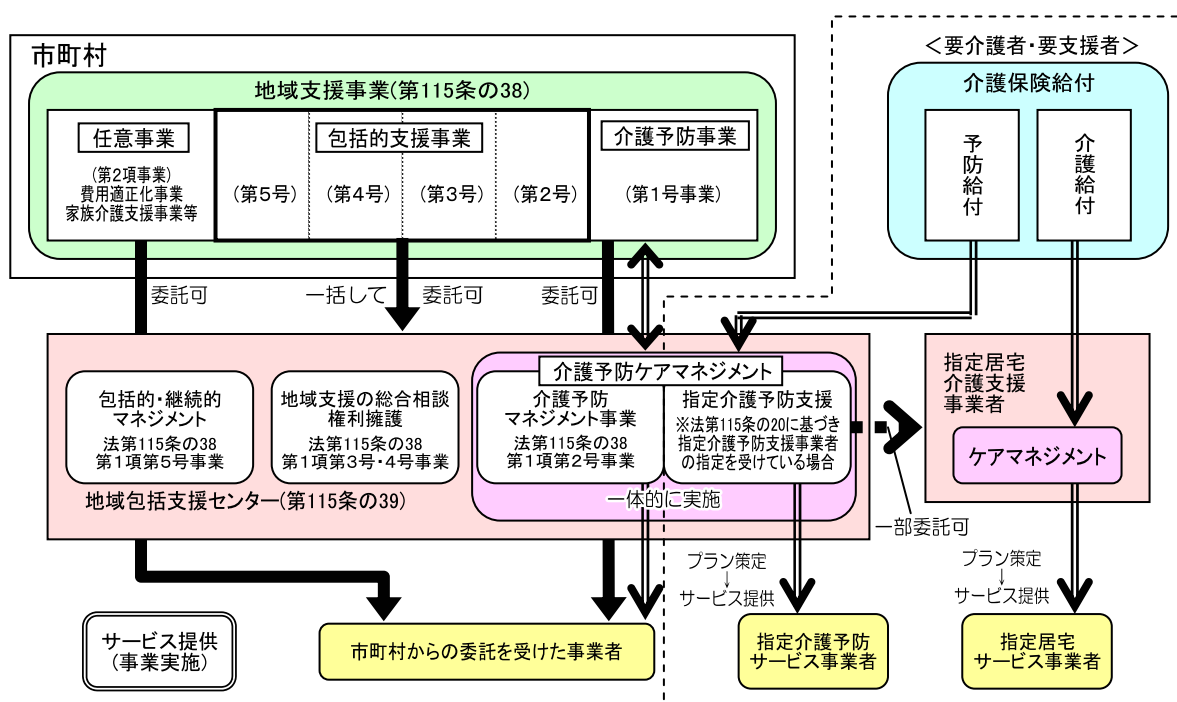 市町村
地域支援事業(第115条の38)
任意事業
(第2項事業)
費用適正化事業
家族介護支援事業等
包括的支援事業
(第5号)
(第4号)
(第3号)
(第2号)
介護予防事業
(第1号事業)
＜要介護者・要支援者＞
介護保険給付
予防給付
介護給付
委託可
一括して
委託可
委託可
介護予防ケアマネジメント
包括的・継続的
マネジメント
法第115条の38
第1項第5号事業
地域支援の総合相談
権利擁護
法第115条の38
第1項第3号・4号事業
介護予防
マネジメント事業
法第115条の38
第1項第2号事業
指定介護予防支援
※法第115条の20に基づき
指定介護予防支援事業者
の指定を受けている場合
一体的に実施
地域包括支援センター(第115条の39)
指定居宅
介護支援
事業者
ケアマネジメント
一部委託可
プラン策定
↓
サービス提供
プラン策定
↓
サービス提供
サービス提供
(事業実施)
市町村からの委託を受けた事業者
指定介護予防
サービス事業者
指定居宅
サービス事業者